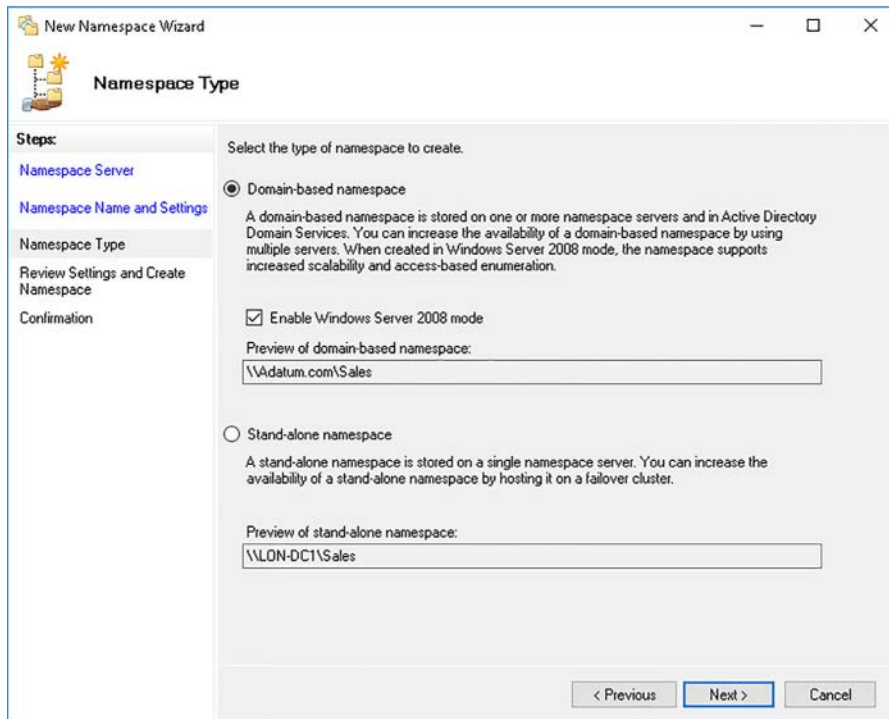 New Namespace Wizard
Namespace Type
Steps:
Namespace Server
Namespace Name and Settings
Namespace Type
Review Settings and Create
Namespace
Confirmation
Select the type of namespace to create.
Domain-based namespace
A domain-based namespace is stored on one or more namespace servers and in Active Directory
Domain Services. You can increase the availability of a domain-based namespace by using
multiple servers. When created in Windows Server 2008 mode, the namespace supports
increased scalability and access-based enumeration.
Enable Windows Server 2008 mode
Preview of domain-based namespace:
\\Adatum.com\Sales
Stand-alone namespace
A stand-alone namespace is stored on a single namespace server. You can increase the
availability of a stand-alone namespace by hosting it on a failover cluster.
Preview of stand-alone namespace:
\\LON-DC1\Sales
< Previous
Next >
Cancel